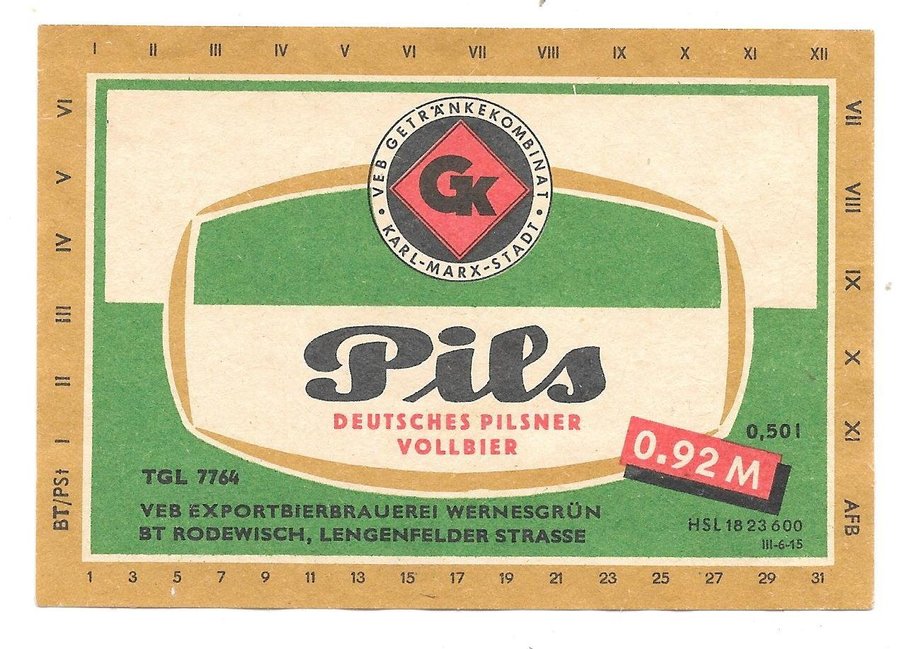 I II III IV V VI VII VIII IX X XI XII
BT/PSt I II III IV V VI
VII VIII IX X XI AFB
VEB GETRÄNKEKOMBINAT
• KARL-MARX-STADT •
GK
Pils
DEUTSCHES PILSNER
VOLLBIER
0,50 l
0.92 M
TGL 7764
VEB EXPORTBIERBRAUEREI WERNESGRÜN
BT RODEWISCH, LENGENFELDER STRASSE
HSL 18 23 600
III-6-15
1 3 5 7 9 11 13 15 17 19 21 23 25 27 29 31